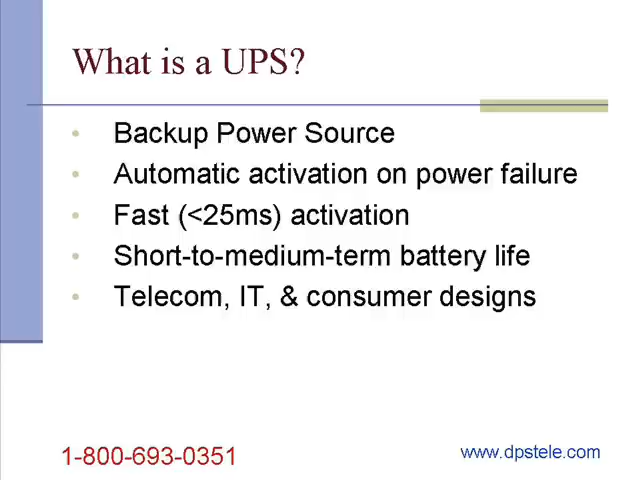 What is a UPS?
• Backup Power Source
• Automatic activation on power failure
• Fast (<25ms) activation
• Short-to-medium-term battery life
• Telecom, IT, & consumer designs
1-800-693-0351
www.dpstele.com